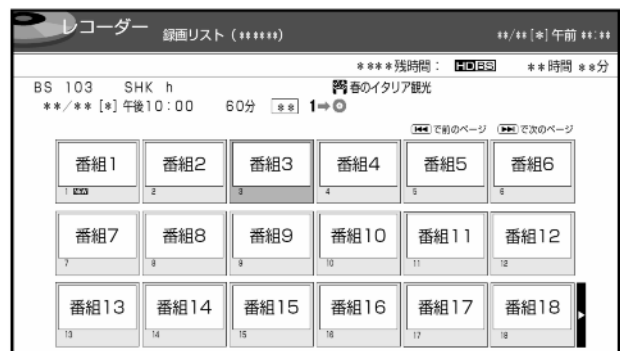 レコーダー 録画リスト(******) **/**[*]午前 **:**
****残時間: HDBS **時間 **分
BS 103 SHK h 春のイタリア観光
**/** [*]午後10:00 60分 ** 1⇒
で前のページ で次のページ
番組1 番組2 番組3 番組4 番組5 番組6
1 NEW 2 3 4 5 6
番組7 番組8 番組9 番組10 番組11 番組12
7 8 9 10 11 12
番組13 番組14 番組15 番組16 番組17 番組18
13 14 15 16 17 18